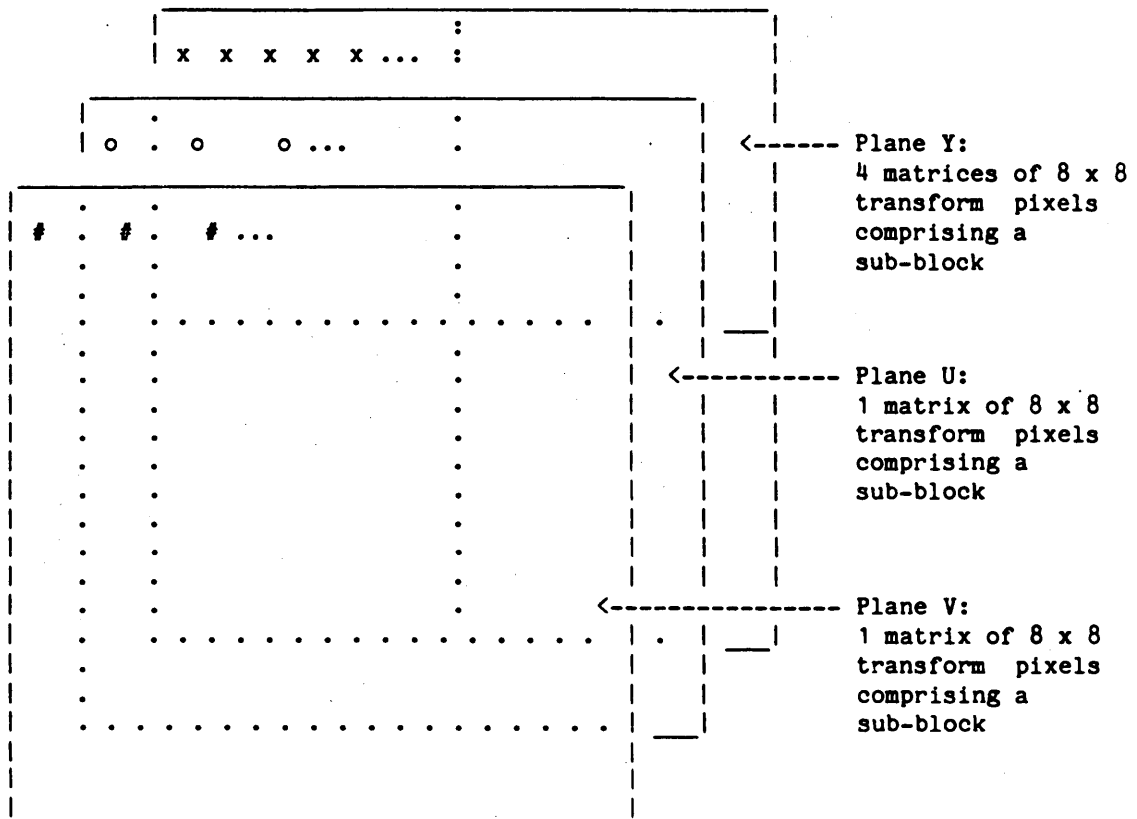 x x x x x ...
o o o ...
# # # ...
Plane Y:
4 matrices of 8 x 8
transform pixels
comprising a
sub-block
Plane U:
1 matrix of 8 x 8
transform pixels
comprising a
sub-block
Plane V:
1 matrix of 8 x 8
transform pixels
comprising a
sub-block